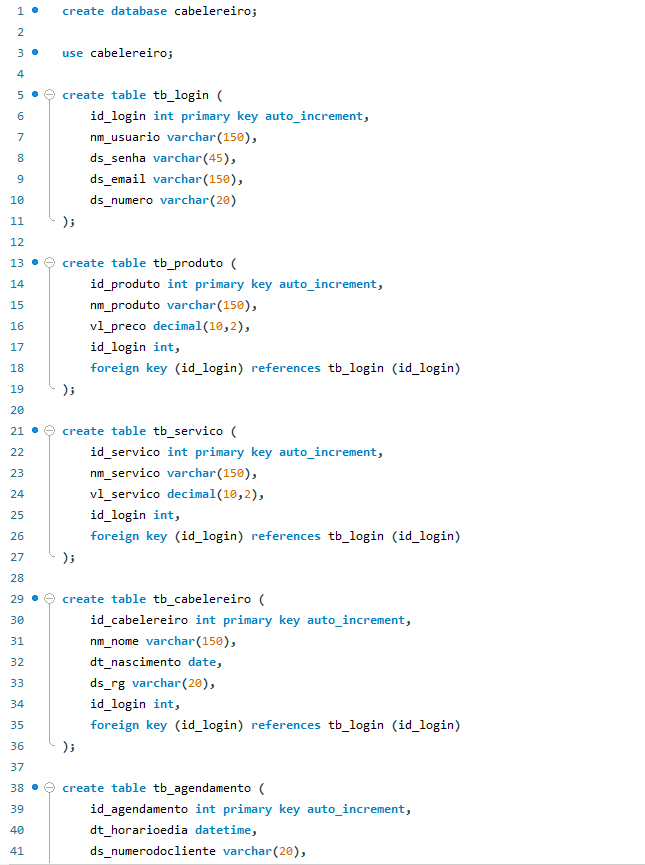 1 create database cabelereiro;
2
3 use cabelereiro;
4
5 create table tb_login (
6 id_login int primary key auto_increment,
7 nm_usuario varchar(150),
8 ds_senha varchar(45),
9 ds_email varchar(150),
10 ds_numero varchar(20)
11 );
12
13 create table tb_produto (
14 id_produto int primary key auto_increment,
15 nm_produto varchar(150),
16 vl_preco decimal(10,2),
17 id_login int,
18 foreign key (id_login) references tb_login (id_login)
19 );
20
21 create table tb_servico (
22 id_servico int primary key auto_increment,
23 nm_servico varchar(150),
24 vl_servico decimal(10,2),
25 id_login int,
26 foreign key (id_login) references tb_login (id_login)
27 );
28
29 create table tb_cabelereiro (
30 id_cabelereiro int primary key auto_increment,
31 nm_nome varchar(150),
32 dt_nascimento date,
33 ds_rg varchar(20),
34 id_login int,
35 foreign key (id_login) references tb_login (id_login)
36 );
37
38 create table tb_agendamento (
39 id_agendamento int primary key auto_increment,
40 dt_horarioedia datetime,
41 ds_numerodocliente varchar(20),